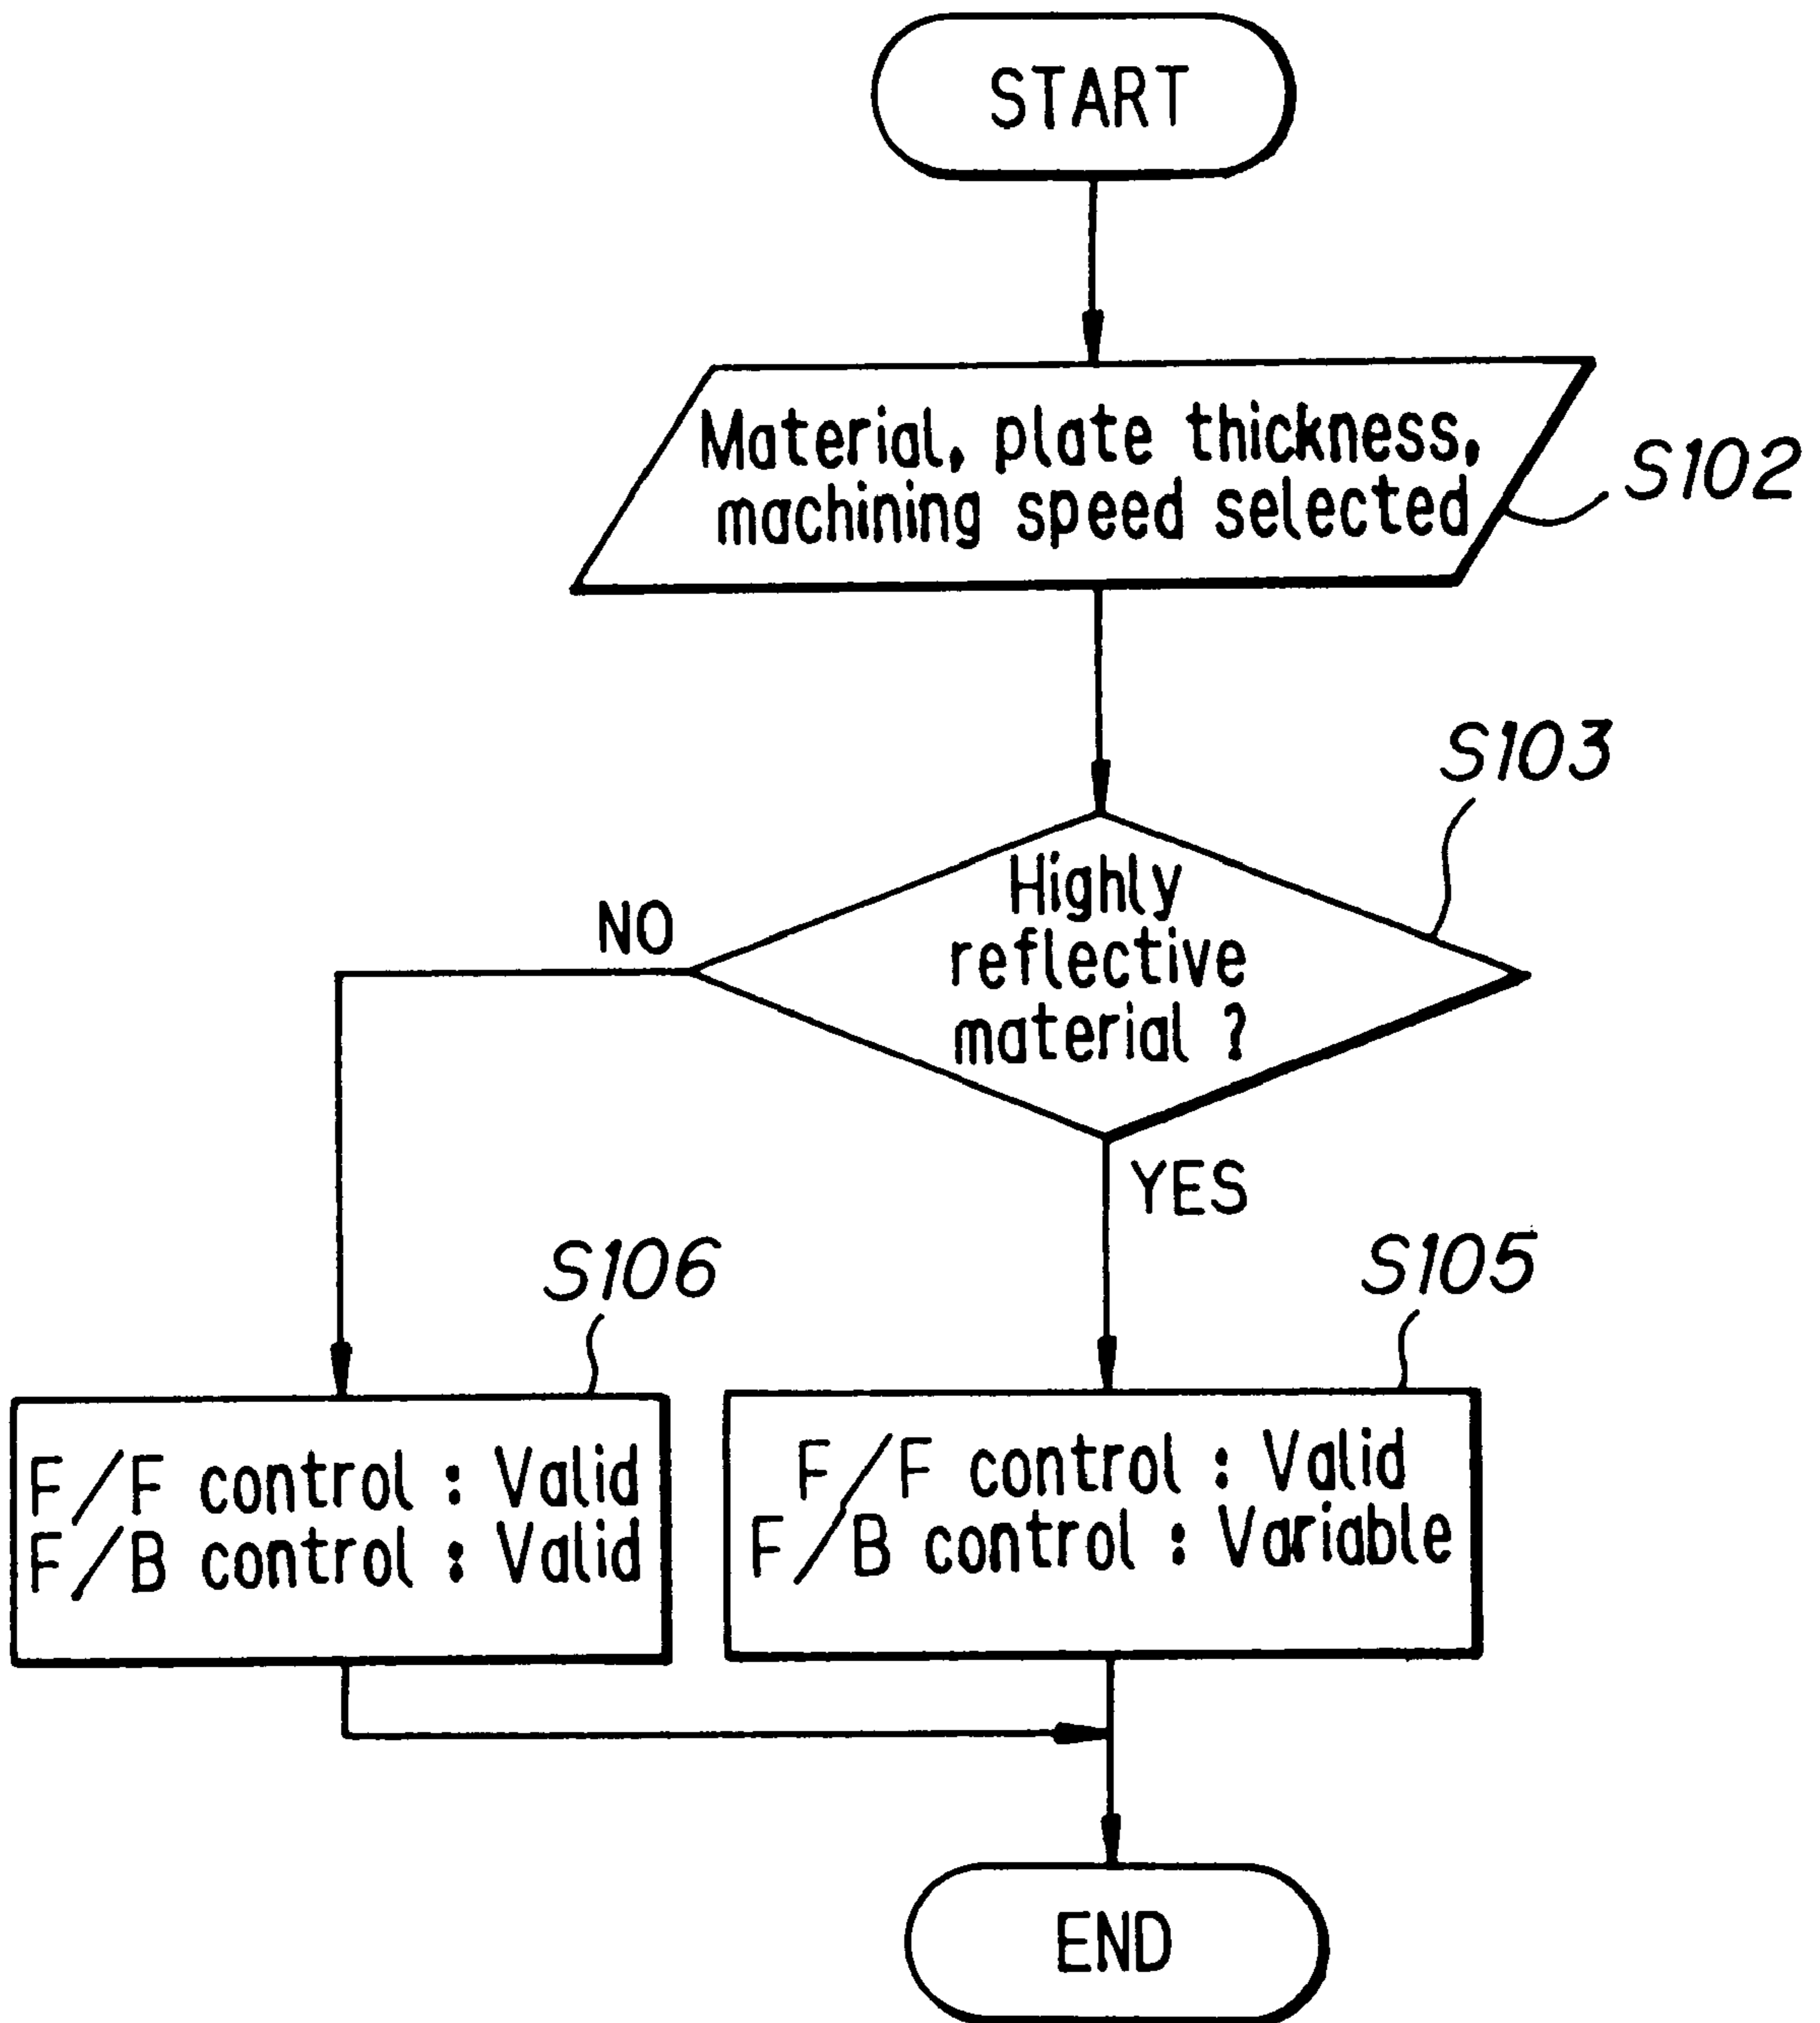 START
Material, plate thickness,
machining speed selected
S102
S103
Highly
reflective
material ?
NO
YES
S106
S105
F/F control : Valid
F/B control : Valid
F/F control : Valid
F/B control : Variable
END